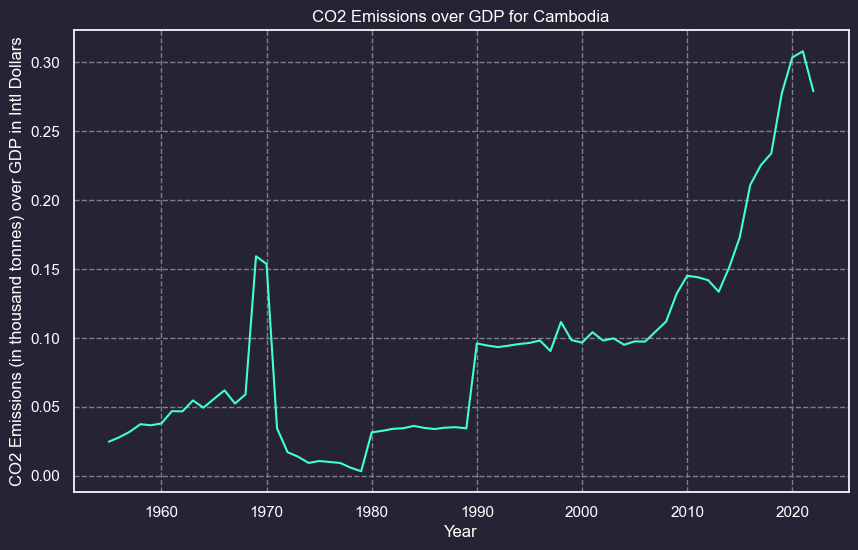 CO2 Emissions over GDP for Cambodia
CO2 Emissions (in thousand tonnes) over GDP in Intl Dollars
0.30
0.25
0.20
0.15
0.10
0.05
0.00
1960 1970 1980 1990 2000 2010 2020
Year